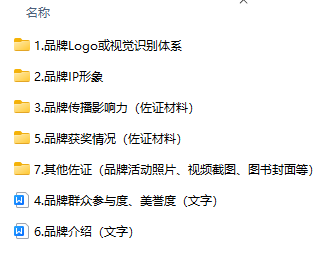 名称
1.品牌Logo或视觉识别体系
2.品牌IP形象
3.品牌传播影响力（佐证材料）
5.品牌获奖情况（佐证材料）
7.其他佐证（品牌活动照片、视频截图、图书封面等）
4.品牌群众参与度、美誉度（文字）
6.品牌介绍（文字）